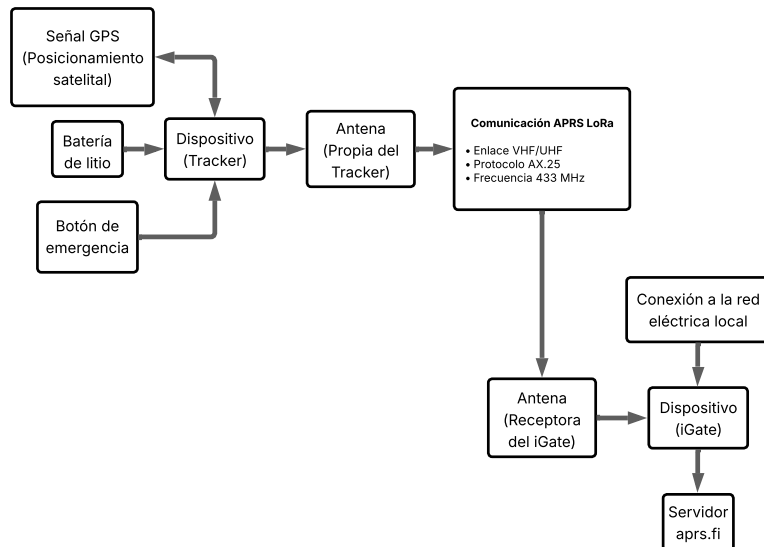 Señal GPS
(Posicionamiento
satelital)
Batería
de litio
Dispositivo
(Tracker)
Antena
(Propia del
Tracker)
Comunicación APRS LoRa
• Enlace VHF/UHF
• Protocolo AX.25
• Frecuencia 433 MHz
Botón de
emergencia
Conexión a la red
eléctrica local
Antena
(Receptora
del iGate)
Dispositivo
(iGate)
Servidor
aprs.fi